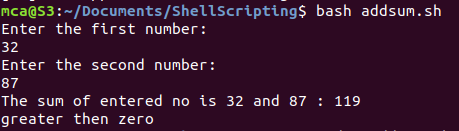 mca@S3:~/Documents/ShellScripting$ bash addsum.sh
Enter the first number:
32
Enter the second number:
87
The sum of entered no is 32 and 87 : 119
greater then zero